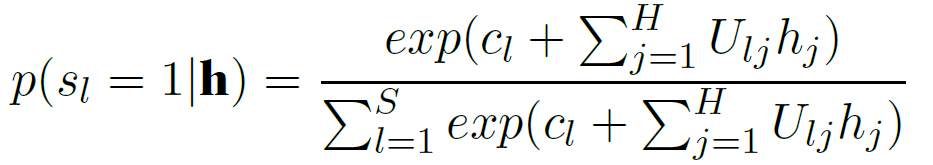 p(s_l = 1|\mathbf{h}) = \frac{exp(c_l + \sum_{j=1}^{H} U_{lj} h_j)}{\sum_{l=1}^{S} exp(c_l + \sum_{j=1}^{H} U_{lj} h_j)}